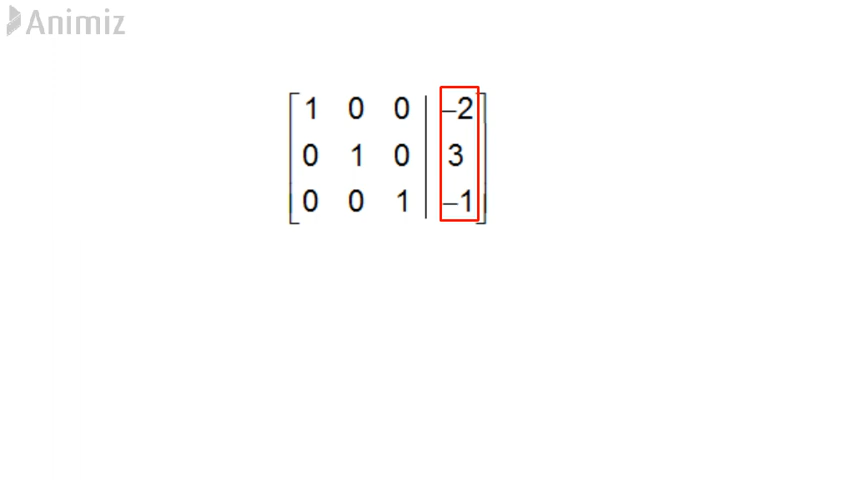 Animiz
1 0 0 | –2
0 1 0 | 3
0 0 1 | –1